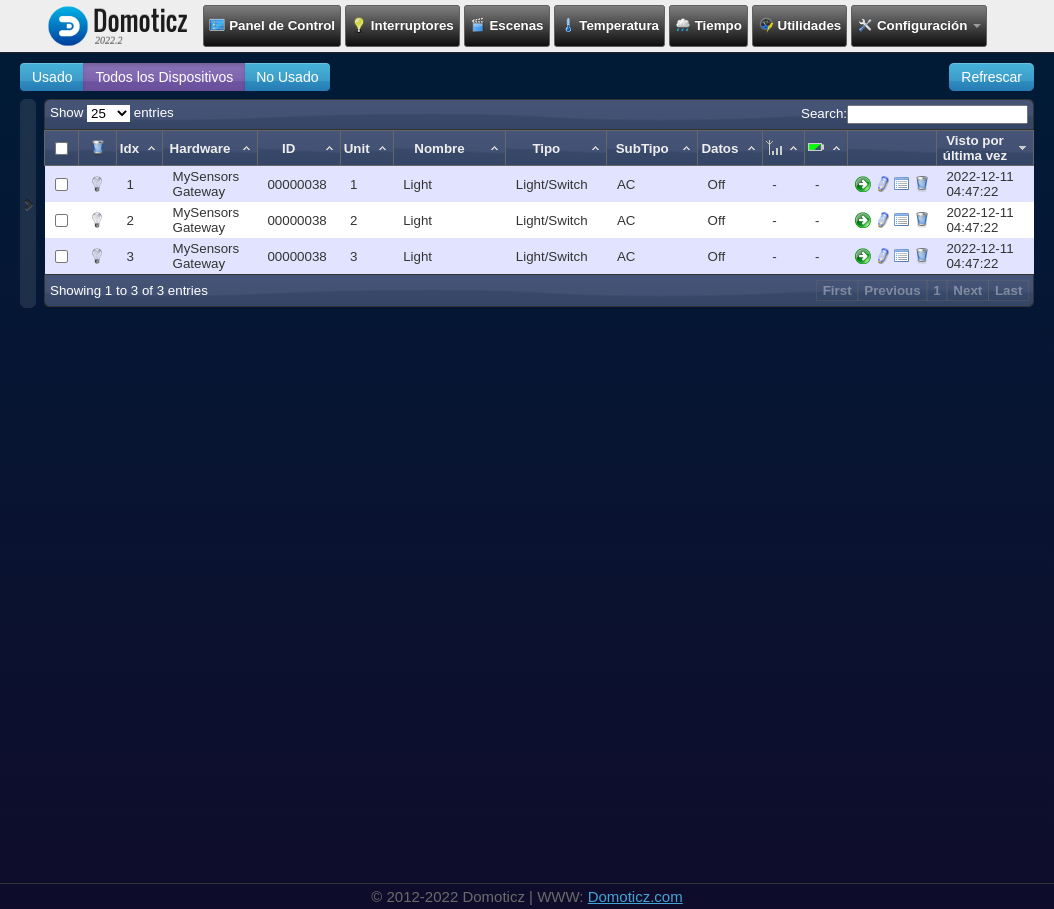 Domoticz
2022.2
Panel de Control Interruptores Escenas Temperatura Tiempo Utilidades Configuración
Usado Todos los Dispositivos No Usado Refrescar
Show 25 entries Search:
Idx Hardware ID Unit Nombre Tipo SubTipo Datos Visto por
última vez
1 MySensors
Gateway 00000038 1 Light Light/Switch AC Off - - 2022-12-11
04:47:22
2 MySensors
Gateway 00000038 2 Light Light/Switch AC Off - - 2022-12-11
04:47:22
3 MySensors
Gateway 00000038 3 Light Light/Switch AC Off - - 2022-12-11
04:47:22
Showing 1 to 3 of 3 entries First Previous 1 Next Last
© 2012-2022 Domoticz | WWW: Domoticz.com